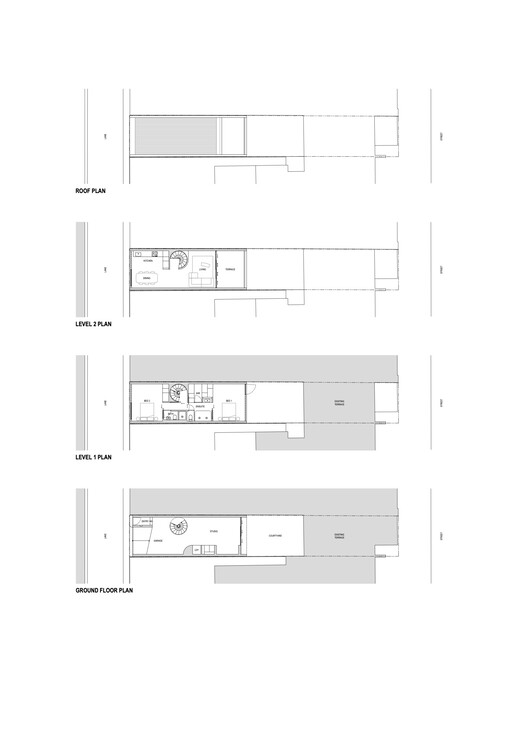 LANE
STREET
ROOF PLAN
KITCHEN
LANE
LIVING
TERRACE
STREET
DINING
LEVEL 2 PLAN
LANE
BED 2
BED 1
EXISTING
TERRACE
STREET
ENSUITE
LEVEL 1 PLAN
LANE
STUDIO
GARAGE
COURTYARD
EXISTING
TERRACE
STREET
GROUND FLOOR PLAN